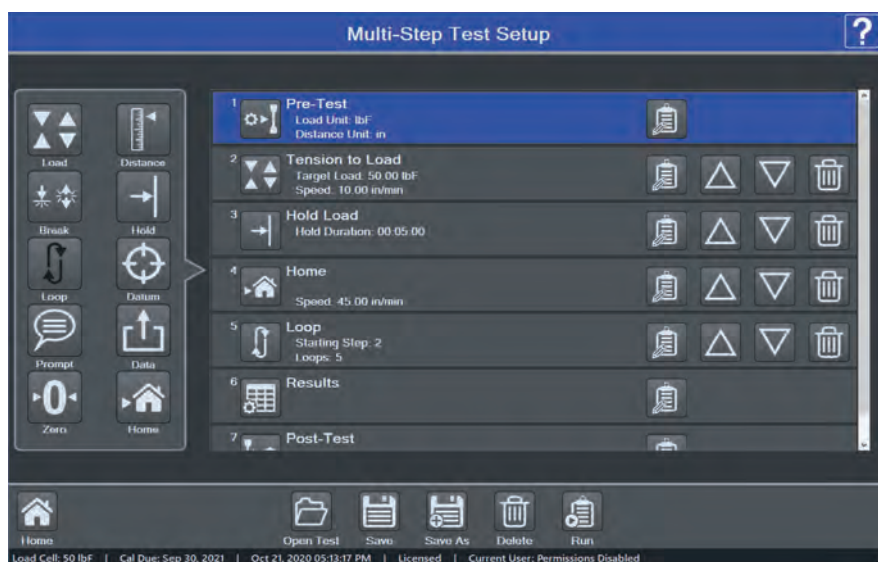 Multi-Step Test Setup
?
Load
Distance
Break
Hold
Loop
Datum
Prompt
Data
0
Zero
Home
1
Pre-Test
Load Unit: lbF
Distance Unit: in
2
Tension to Load
Target Load: 50.00 lbF
Speed: 10.00 in/min
3
Hold Load
Hold Duration: 00:05:00
4
Home
Speed: 45.00 in/min
5
Loop
Starting Step: 2
Loops: 5
6
Results
7
Post-Test
Home
Open Test
Save
Save As
Delete
Run
Load Cell: 50 lbF | Cal Due: Sep 30, 2021 | Oct 21, 2020 05:13:17 PM | Licensed | Current User: Permissions Disabled